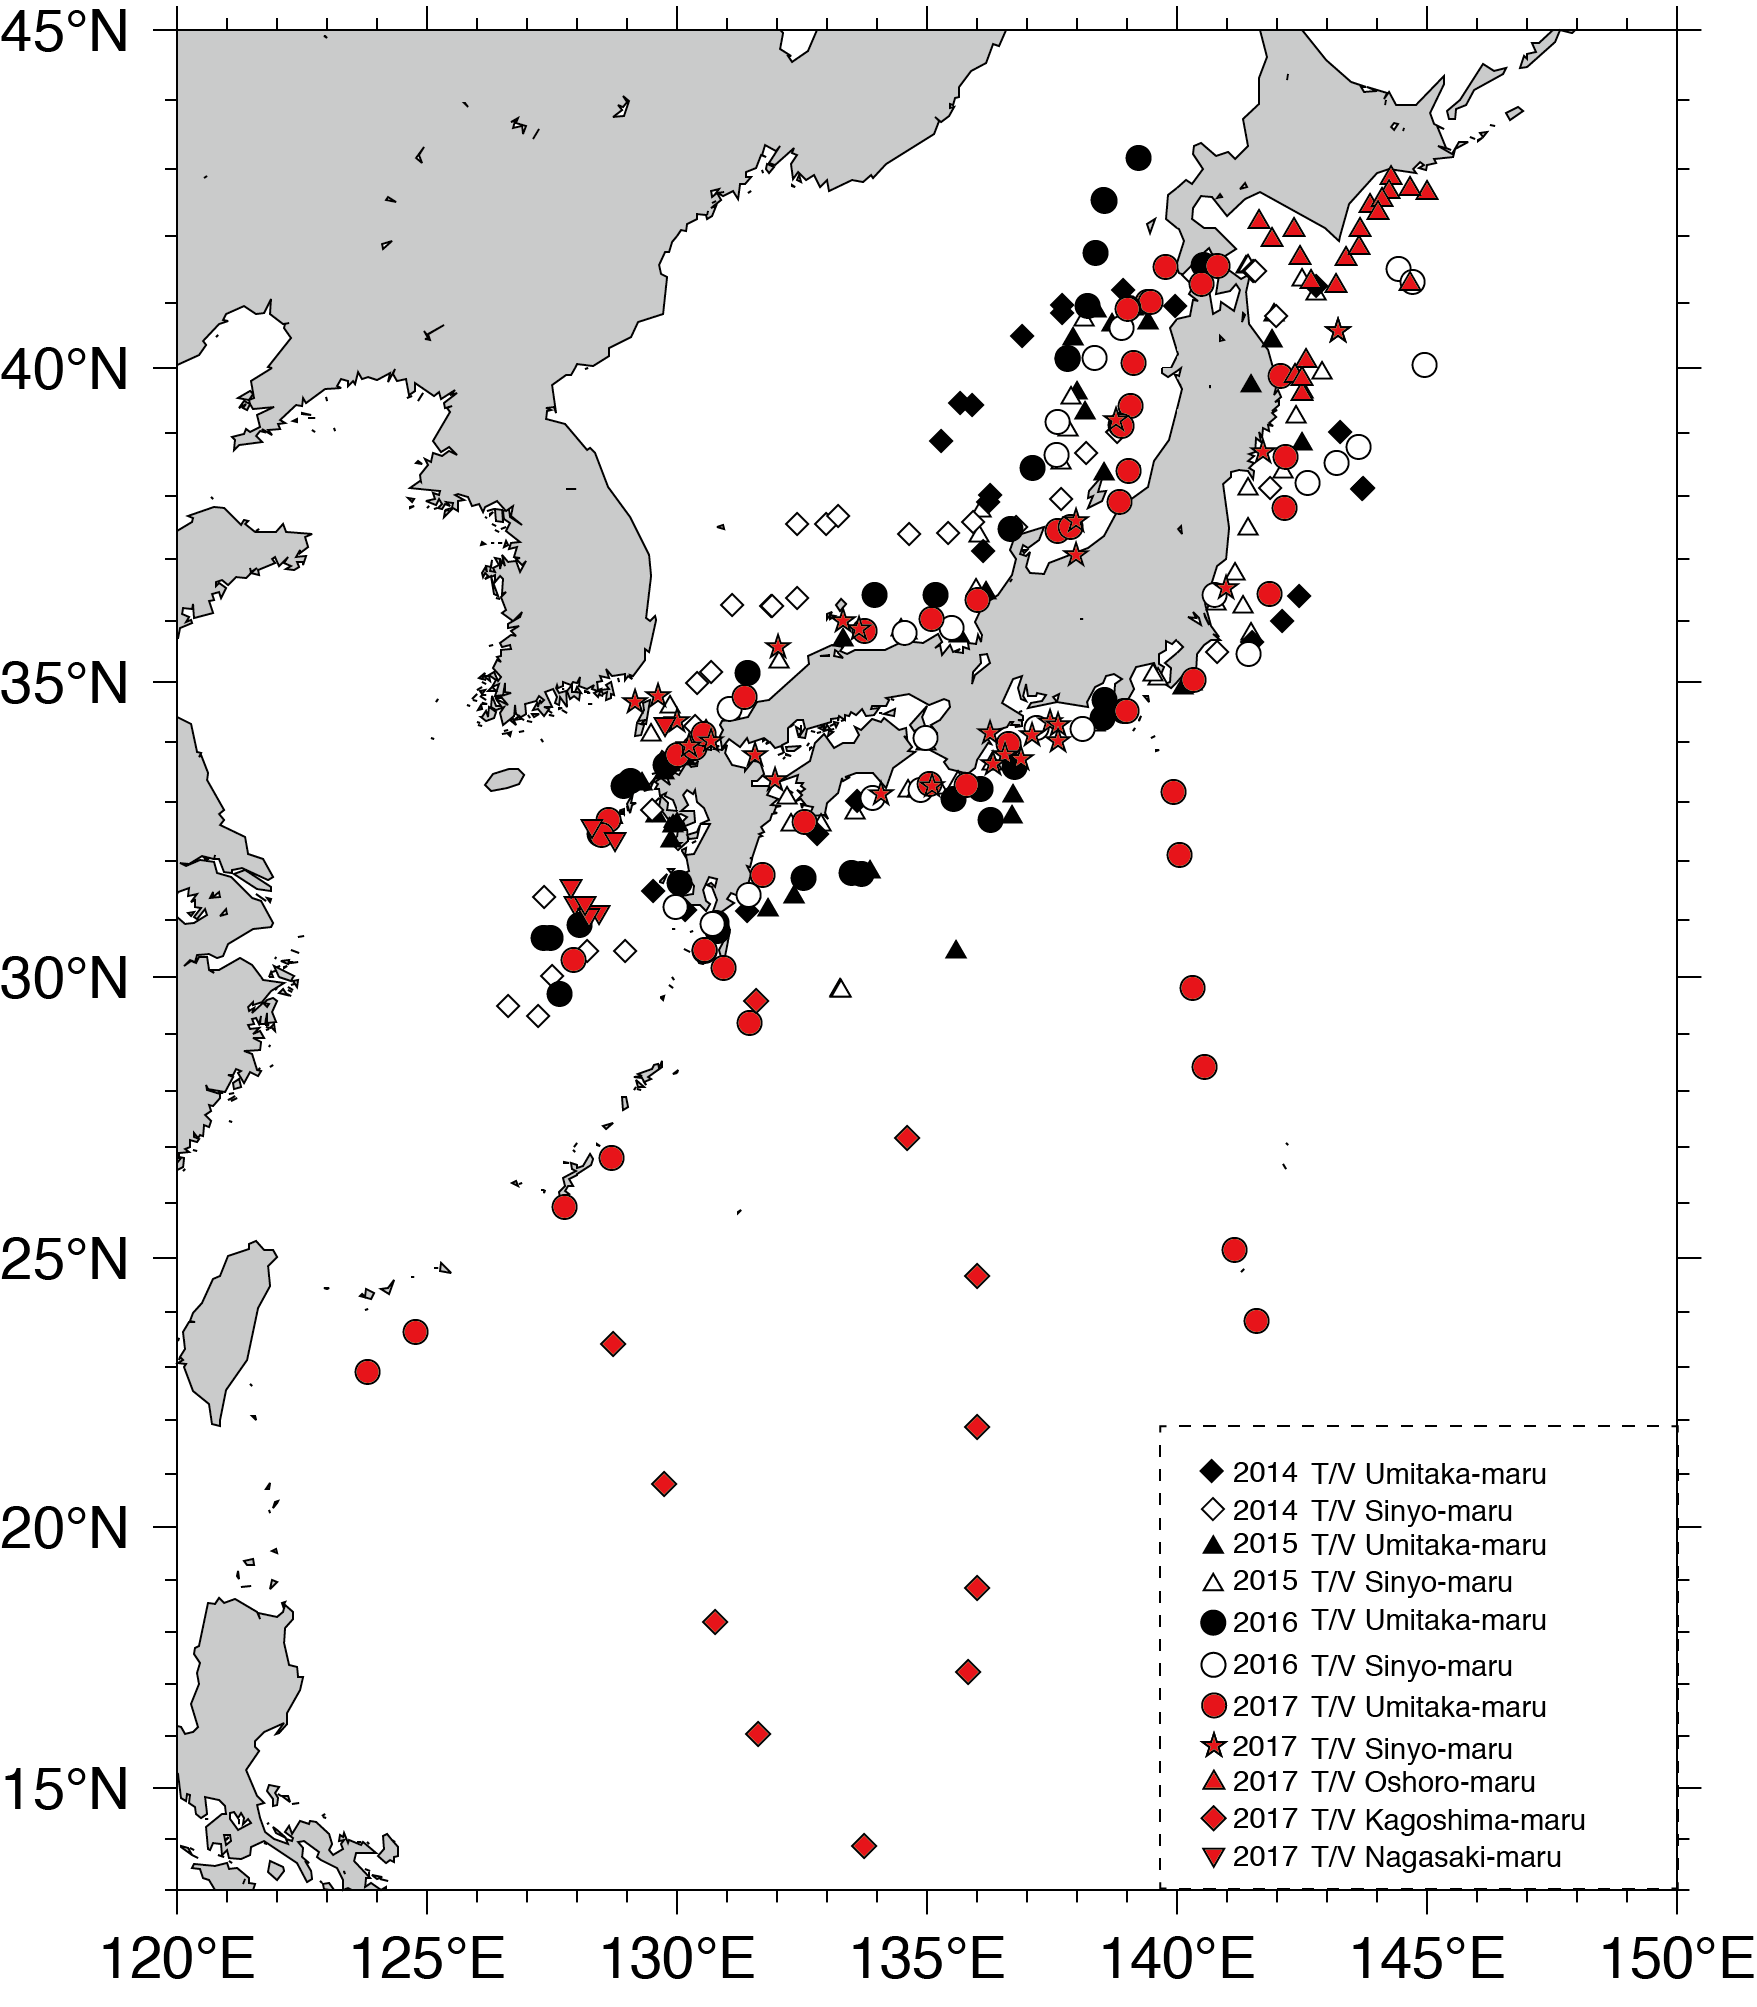 45°N
40°N
35°N
30°N
25°N
20°N
15°N
2014 T/V Umitaka-maru
2014 T/V Sinyo-maru
2015 T/V Umitaka-maru
2015 T/V Sinyo-maru
2016 T/V Umitaka-maru
2016 T/V Sinyo-maru
2017 T/V Umitaka-maru
2017 T/V Sinyo-maru
2017 T/V Oshoro-maru
2017 T/V Kagoshima-maru
2017 T/V Nagasaki-maru
120°E 125°E 130°E 135°E 140°E 145°E 150°E